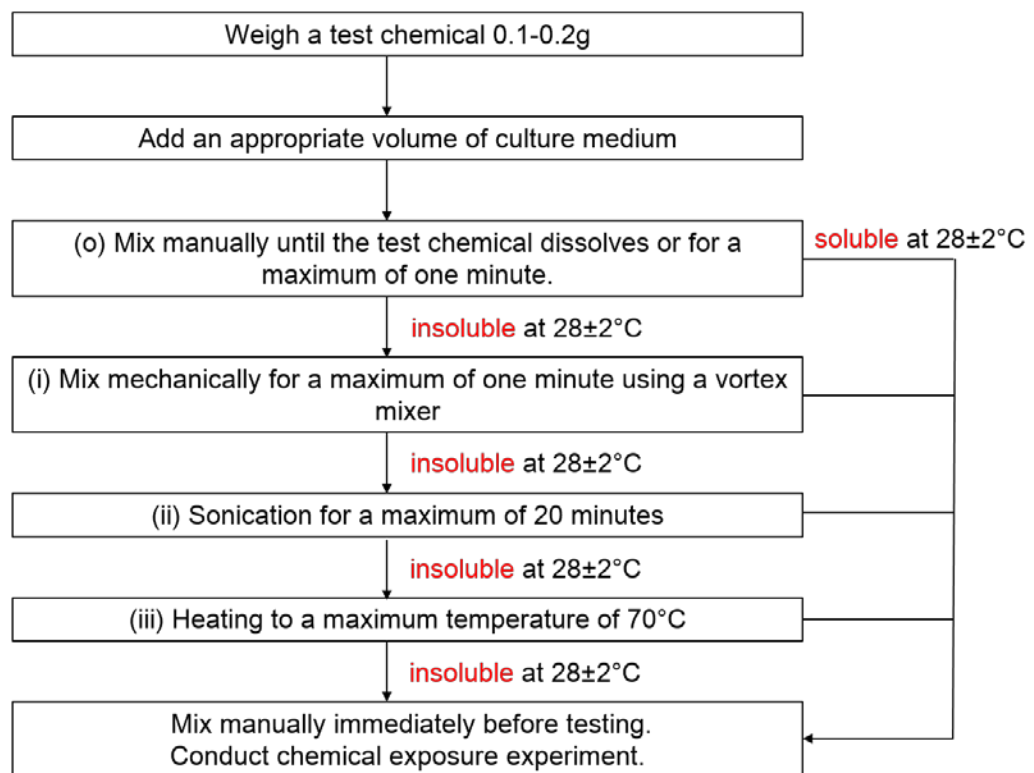 Weigh a test chemical 0.1-0.2g
Add an appropriate volume of culture medium
(o) Mix manually until the test chemical dissolves or for a
maximum of one minute.
soluble at 28±2°C
insoluble at 28±2°C
(i) Mix mechanically for a maximum of one minute using a vortex
mixer
insoluble at 28±2°C
(ii) Sonication for a maximum of 20 minutes
insoluble at 28±2°C
(iii) Heating to a maximum temperature of 70°C
insoluble at 28±2°C
Mix manually immediately before testing.
Conduct chemical exposure experiment.